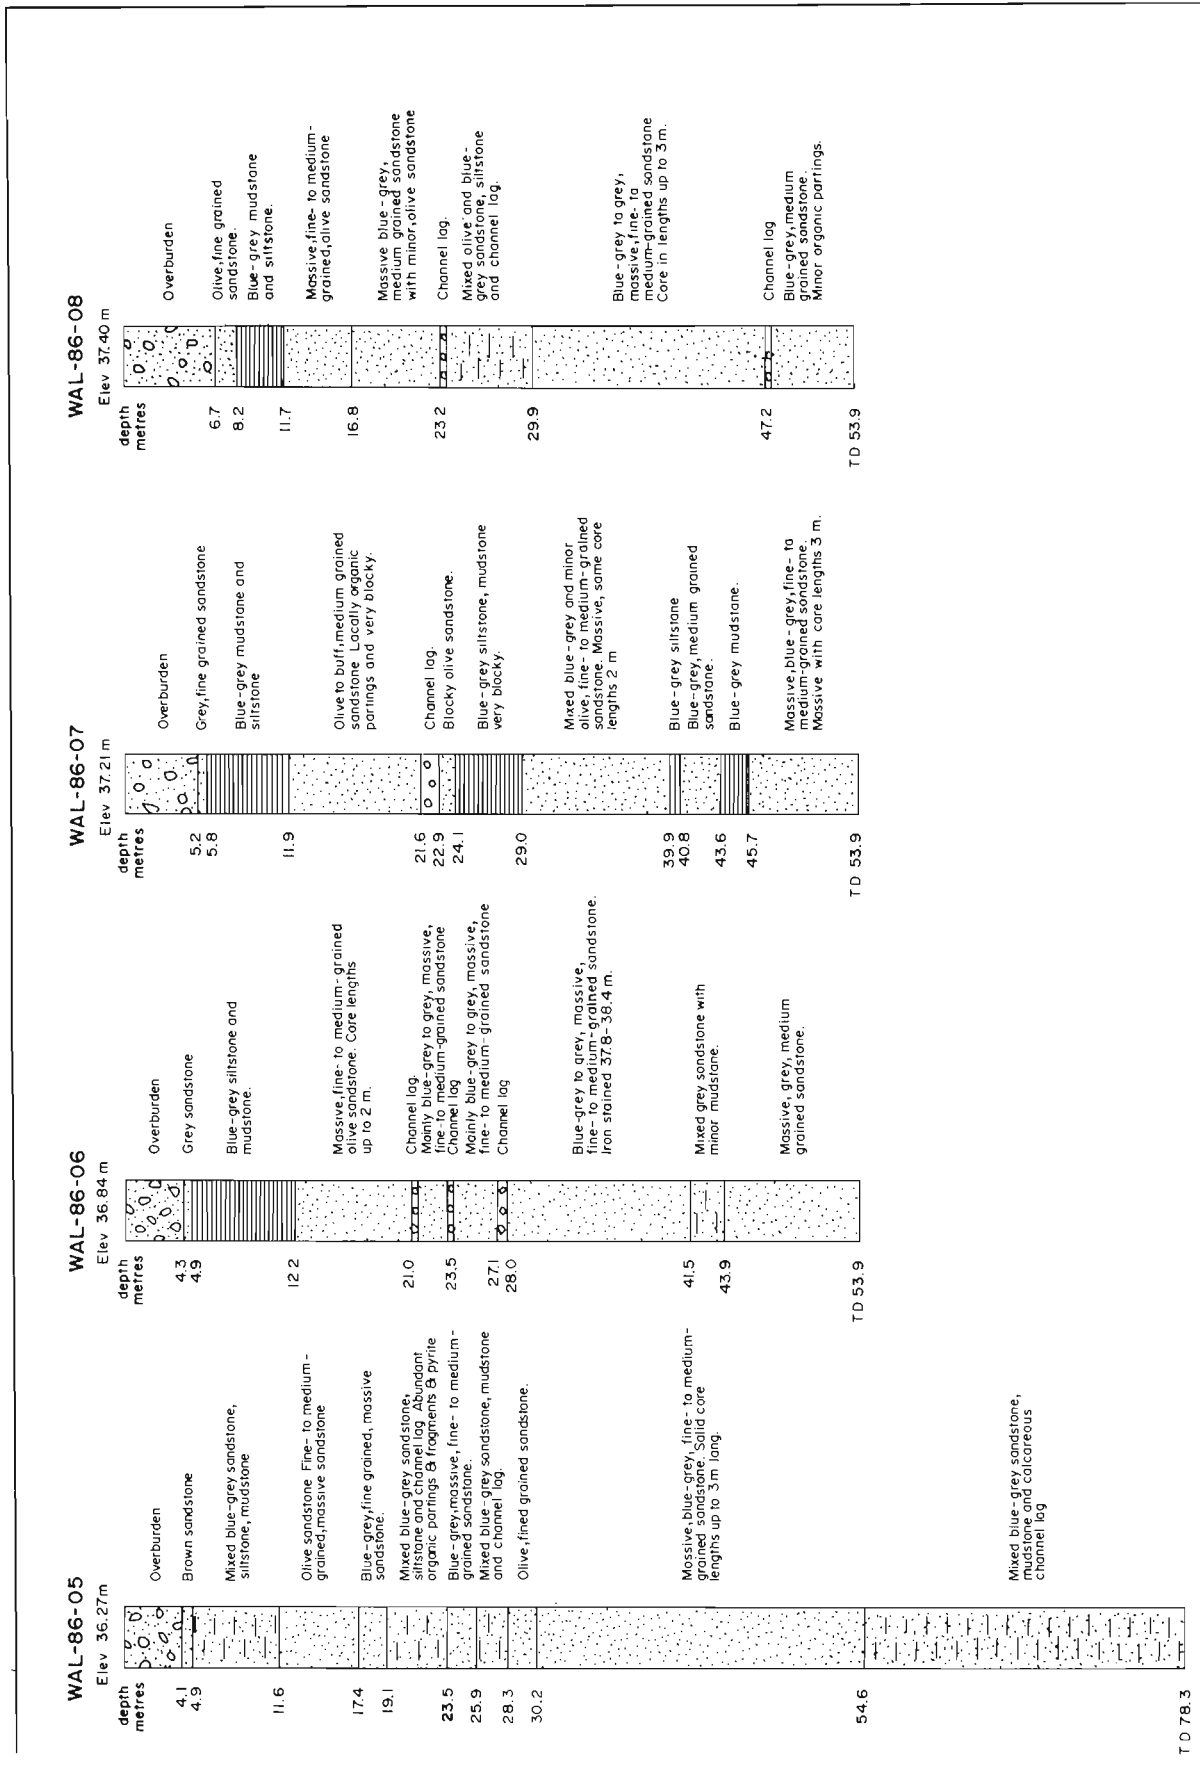 WAL-86-05
Elev 36.27m
depth
metres
4.1
4.9
11.6
17.4
19.1
23.5
25.9
28.3
30.2
54.6
TD 78.3
Overburden
Brown sandstone
Mixed blue-grey sandstone,
siltstone, mudstone
Olive sandstone Fine- to medium-
grained, massive sandstone
Blue-grey, fine grained, massive
sandstone.
Mixed blue-grey sandstone,
siltstone and channel lag Abundant
organic partings & fragments & pyrite
Blue-grey, massive, fine- to medium-
grained sandstone.
Mixed blue-grey sandstone, mudstone
and channel lag.
Olive, fined grained sandstone.
Massive, blue-grey, fine- to medium-
grained sandstone. Solid core
lengths up to 3m long.
Mixed blue-grey sandstone,
mudstone and calcareous
channel lag
WAL-86-06
Elev 36.84 m
depth
metres
4.3
4.9
12.2
21.0
23.5
27.1
28.0
41.5
43.9
TD 53.9
Overburden
Grey sandstone
Blue-grey siltstone and
mudstone.
Massive, fine- to medium-grained
olive sandstone. Core lengths
up to 2 m.
Channel lag.
Mainly blue-grey to grey, massive,
fine-to medium-grained sandstone
Channel lag
Mainly blue-grey to grey, massive,
fine- to medium-grained sandstone
Channel lag
Blue-grey to grey, massive,
fine- to medium-grained sandstone.
Iron stained 37.8-38.4 m.
Mixed grey sandstone with
minor mudstone.
Massive, grey, medium
grained sandstone.
WAL-86-07
Elev 37.21 m
depth
metres
5.2
5.8
11.9
21.6
22.9
24.1
29.0
39.9
40.8
43.6
45.7
TD 53.9
Overburden
Grey, fine grained sandstone
Blue-grey mudstone and
siltstone
Olive to buff, medium grained
sandstone Locally organic
partings and very blocky.
Channel lag.
Blocky olive sandstone.
Blue-grey siltstone, mudstone
very blocky.
Mixed blue-grey and minor
olive, fine- to medium-grained
sandstone. Massive, same core
lengths 2 m
Blue-grey siltstone
Blue-grey, medium grained
sandstone.
Blue-grey mudstone.
Massive, blue-grey, fine- to
medium-grained sandstone.
Massive with core lengths 3 m.
WAL-86-08
Elev 37.40 m
depth
metres
6.7
8.2
11.7
16.8
23.2
29.9
47.2
TD 53.9
Overburden
Olive, fine grained
sandstone.
Blue-grey mudstone
and siltstone.
Massive, fine- to medium-
grained, olive sandstone
Massive blue-grey,
medium grained sandstone
with minor, olive sandstone
Channel lag.
Mixed olive and blue-
grey sandstone, siltstone
and channel lag.
Blue-grey to grey,
massive, fine- to
medium-grained sandstone
Core in lengths up to 3 m.
Channel lag
Blue-grey, medium
grained sandstone.
Minor organic partings.